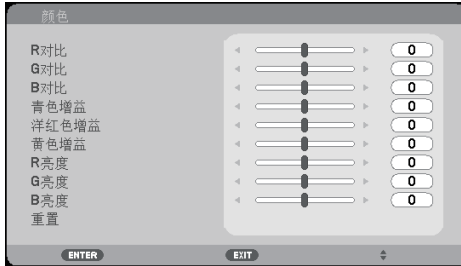 颜色
R对比 0
G对比 0
B对比 0
青色增益 0
洋红色增益 0
黄色增益 0
R亮度 0
G亮度 0
B亮度 0
重置
ENTER EXIT